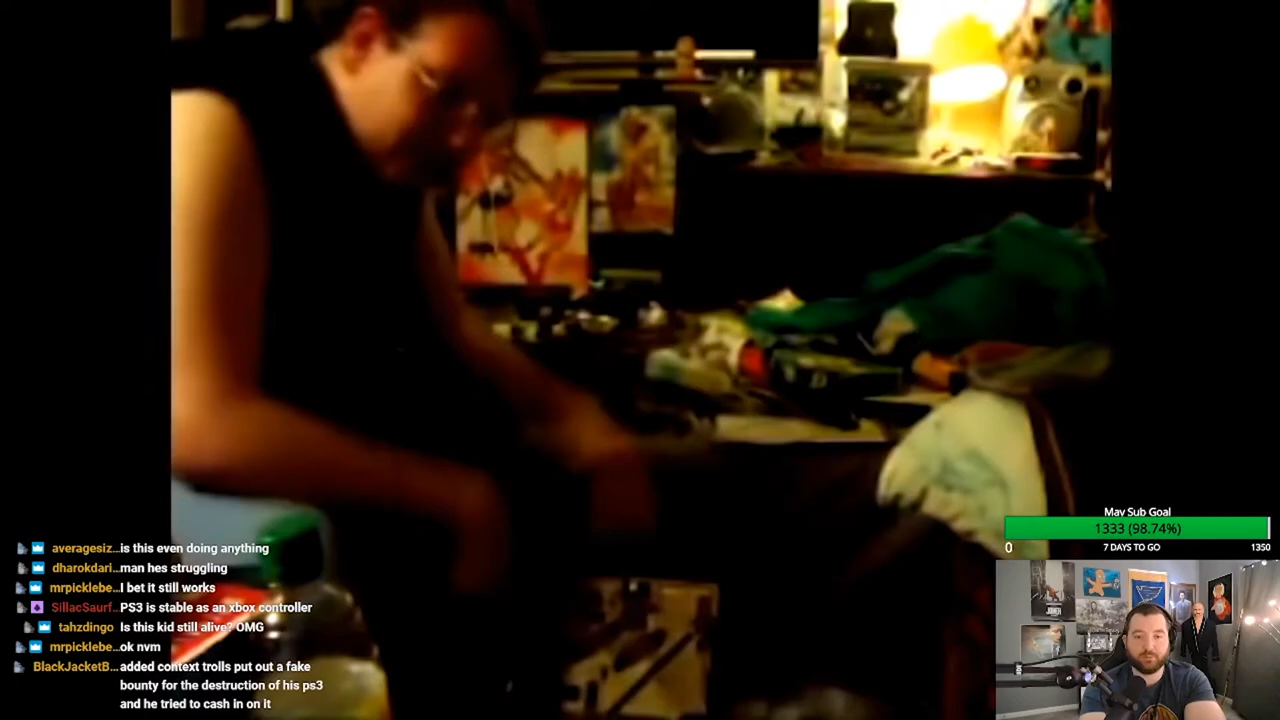 averagesiz… is this even doing anything
dharokdari… man hes struggling
mrpicklebe… I bet it still works
SillacSaurf… PS3 is stable as an xbox controller
tahzdingo Is this kid still alive? OMG
mrpicklebe… ok nvm
BlackJacketB… added context trolls put out a fake
bounty for the destruction of his ps3
and he tried to cash in on it
May Sub Goal
1333 (98.74%)
0 7 DAYS TO GO 1350